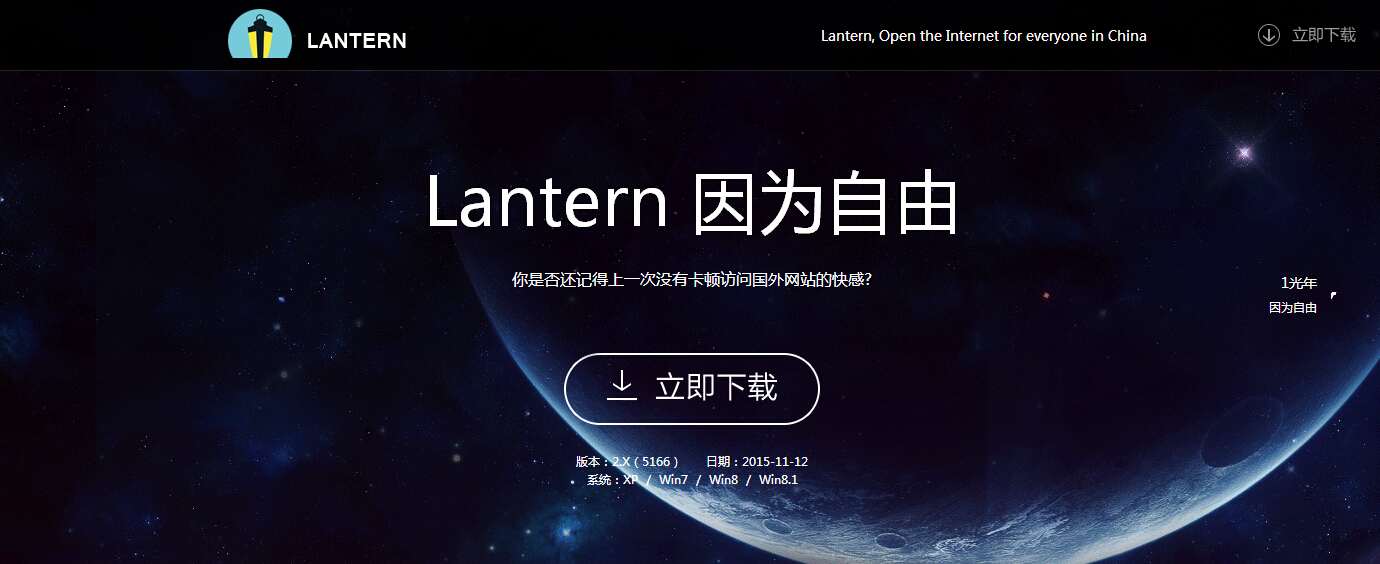 LANTERN
Lantern, Open the Internet for everyone in China
立即下载
Lantern 因为自由
你是否还记得上一次没有卡顿访问国外网站的快感?
1光年
因为自由
立即下载
版本：2.X ( 5166 ) 日期：2015-11-12
系统：XP / Win7 / Win8 / Win8.1